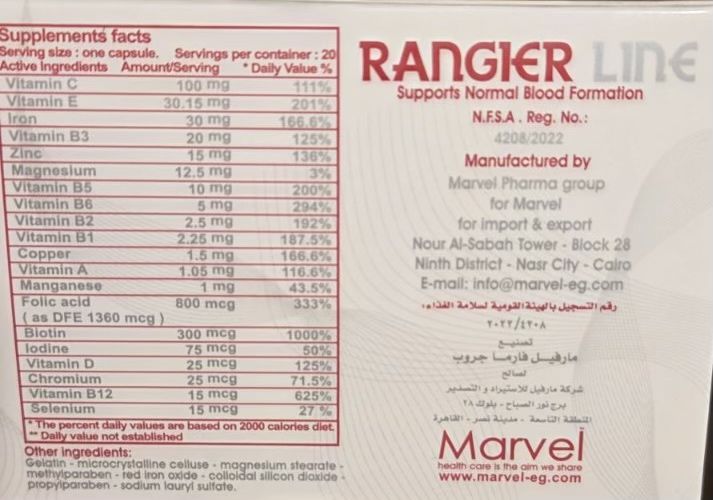 Supplements facts
Serving size : one capsule. Servings per container : 20
Active Ingredients Amount/Serving * Daily Value %
Vitamin C 100 mg 111%
Vitamin E 30.15 mg 201%
Iron 30 mg 166.6%
Vitamin B3 20 mg 125%
Zinc 15 mg 136%
Magnesium 12.5 mg 3%
Vitamin B5 10 mg 200%
Vitamin B6 5 mg 294%
Vitamin B2 2.5 mg 192%
Vitamin B1 2.25 mg 187.5%
Copper 1.5 mg 166.6%
Vitamin A 1.05 mg 116.6%
Manganese 1 mg 43.5%
Folic acid 800 mcg 333%
( as DFE 1360 mcg )
Biotin 300 mcg 1000%
Iodine 75 mcg 50%
Vitamin D 25 mcg 125%
Chromium 25 mcg 71.5%
Vitamin B12 15 mcg 625%
Selenium 15 mcg 27 %
* The percent daily values are based on 2000 calories diet.
** Daily value not established
Other ingredients:
Gelatin - microcrystalline celluse - magnesium stearate -
methylparaben - red iron oxide - colloidal silicon dioxide -
propylparaben - sodium lauryl sulfate.
RANGIER LINE
Supports Normal Blood Formation
N.F.S.A . Reg. No.:
4208/2022
Manufactured by
Marvel Pharma group
for Marvel
for import & export
Nour Al-Sabah Tower - Block 28
Ninth District - Nasr City - Cairo
E-mail: info@marvel-eg.com
رقم التسجيل بالهيئة القومية لسلامة الغذاء:
٢٠٢٢/٤٢٠٨
تصنيع
مارفيل فارما جروب
لصالح
شركة مارفيل للاستيراد و التصدير
برج نور الصباح - بلوك ٢٨
المنطقة التاسعة - مدينة نصر - القاهرة
Marvel
health care is the aim we share
www.marvel-eg.com